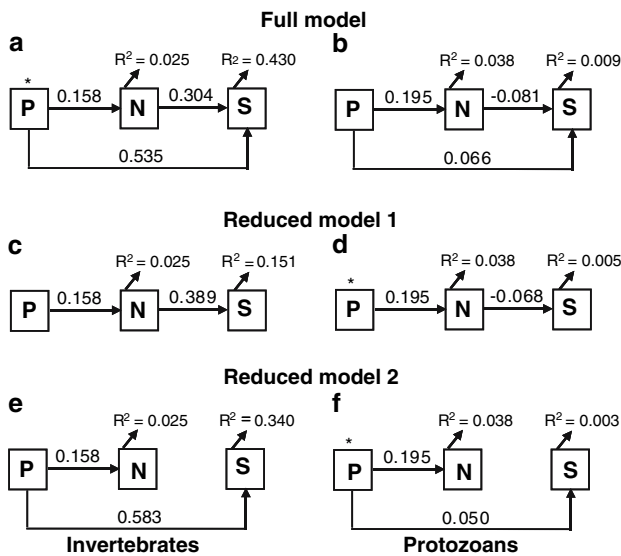 Full model
a
b
R² = 0.025
R2 = 0.430
R² = 0.038
R² = 0.009
*
P
0.158
N
0.304
S
P
0.195
N
-0.081
S
0.535
0.066
Reduced model 1
c
d
R² = 0.025
R² = 0.151
R² = 0.038
R² = 0.005
*
P
0.158
N
0.389
S
P
0.195
N
-0.068
S
Reduced model 2
e
f
R² = 0.025
R² = 0.340
R² = 0.038
R² = 0.003
*
P
0.158
N
S
P
0.195
N
S
0.583
0.050
Invertebrates
Protozoans